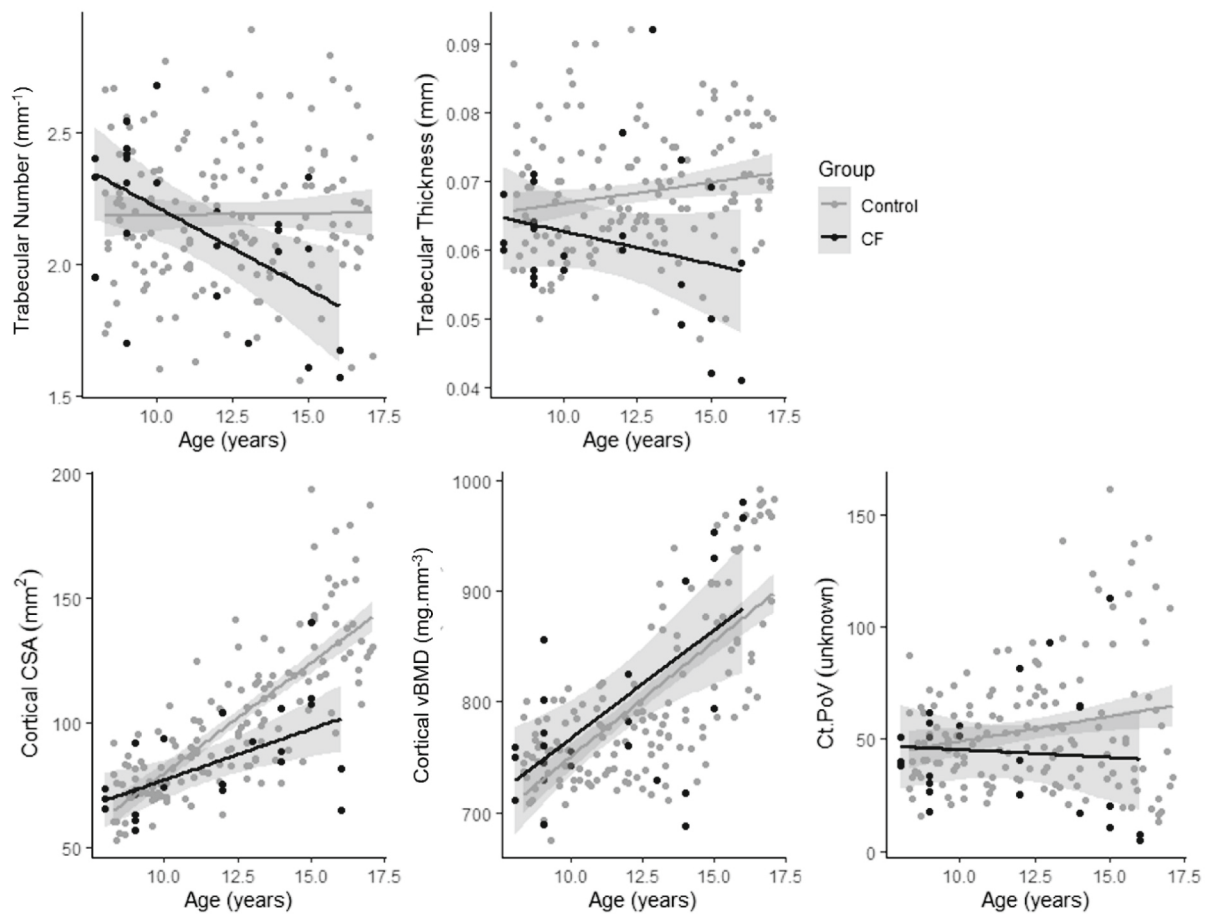 Trabecular Number (mm⁻¹)
2.5
2.0
1.5
10.0 12.5 15.0 17.5
Age (years)
Trabecular Thickness (mm)
0.09
0.08
0.07
0.06
0.05
0.04
10.0 12.5 15.0 17.5
Age (years)
Group
Control
CF
Cortical CSA (mm²)
200
150
100
50
10.0 12.5 15.0 17.5
Age (years)
Cortical vBMD (mg.mm⁻³)
1000
900
800
700
10.0 12.5 15.0 17.5
Age (years)
Ct.PoV (unknown)
150
100
50
0
10.0 12.5 15.0 17.5
Age (years)